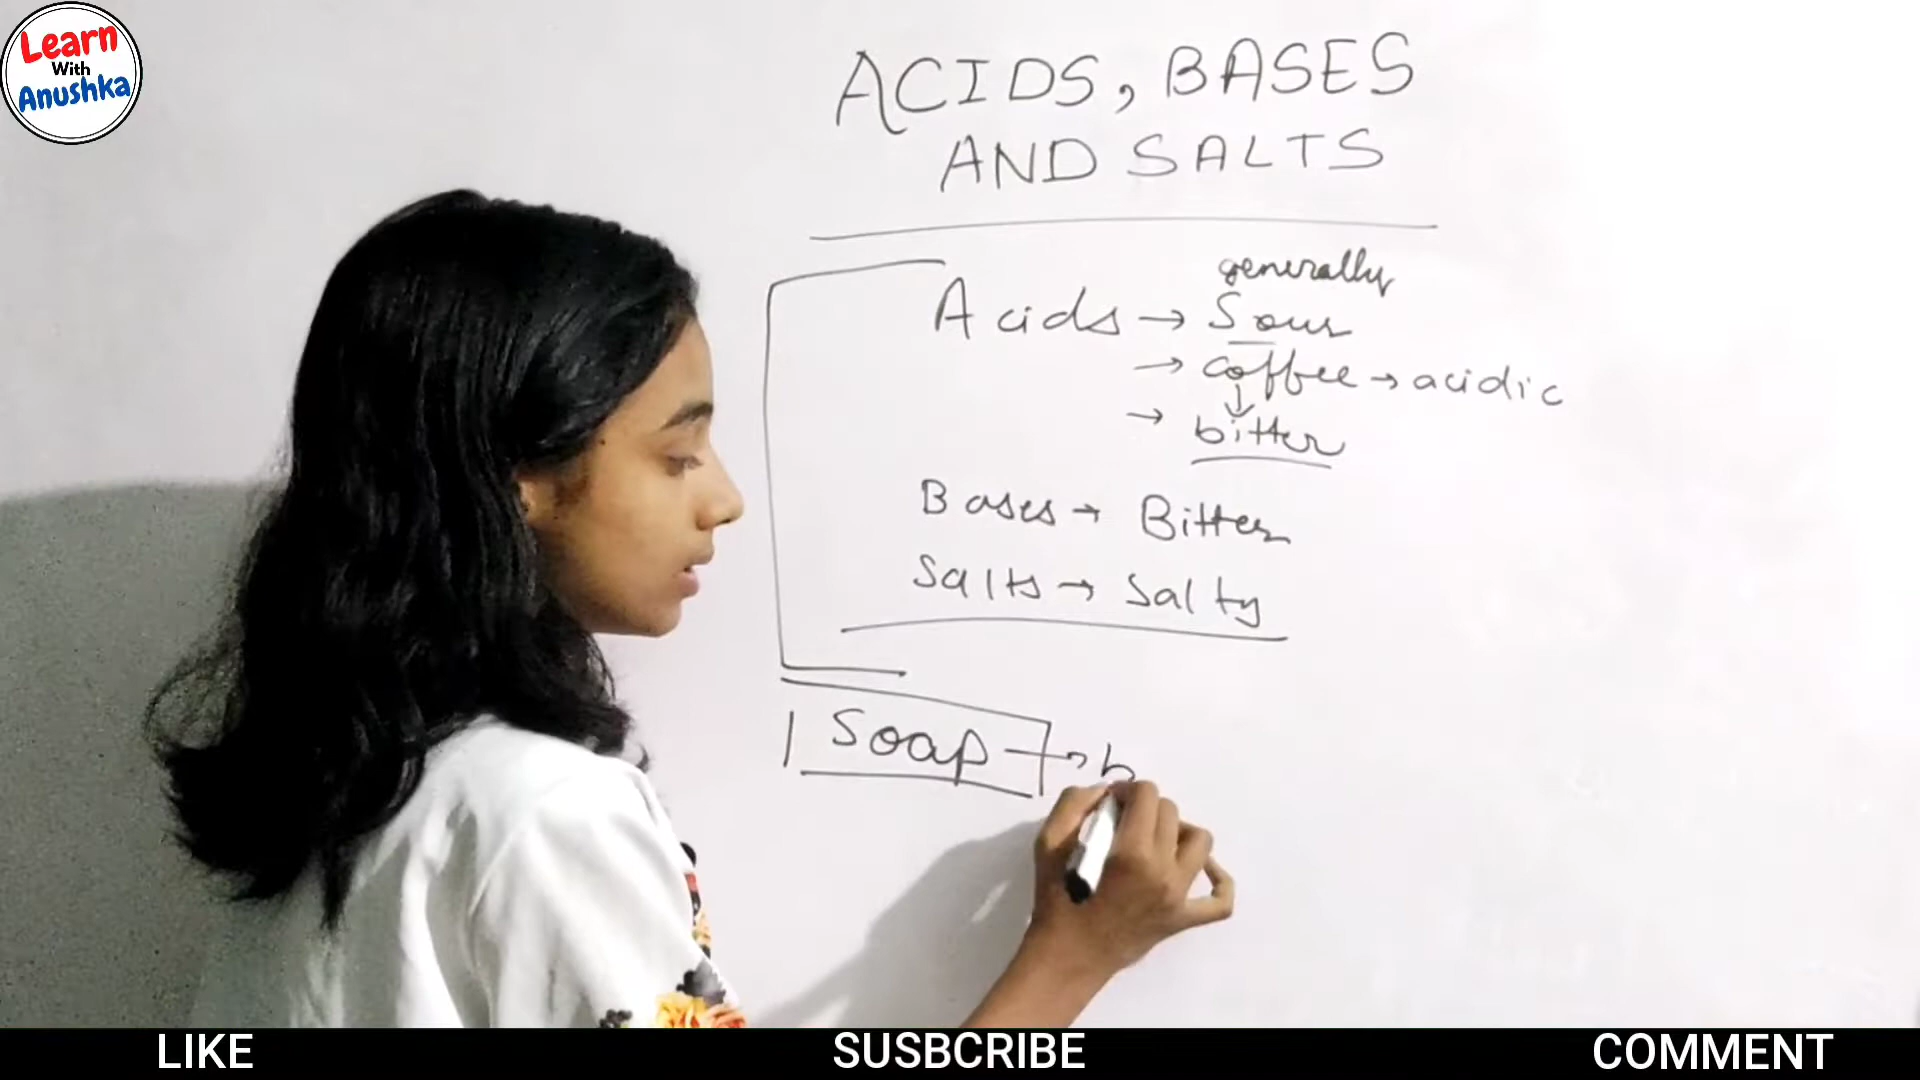 Learn
With
Anushka
ACIDS, BASES
AND SALTS
generally
Acids → Sour
→ coffee → acidic
↓
→ bitter
Bases → Bitter
Salts → Salty
Soap → b
LIKE
SUSBCRIBE
COMMENT